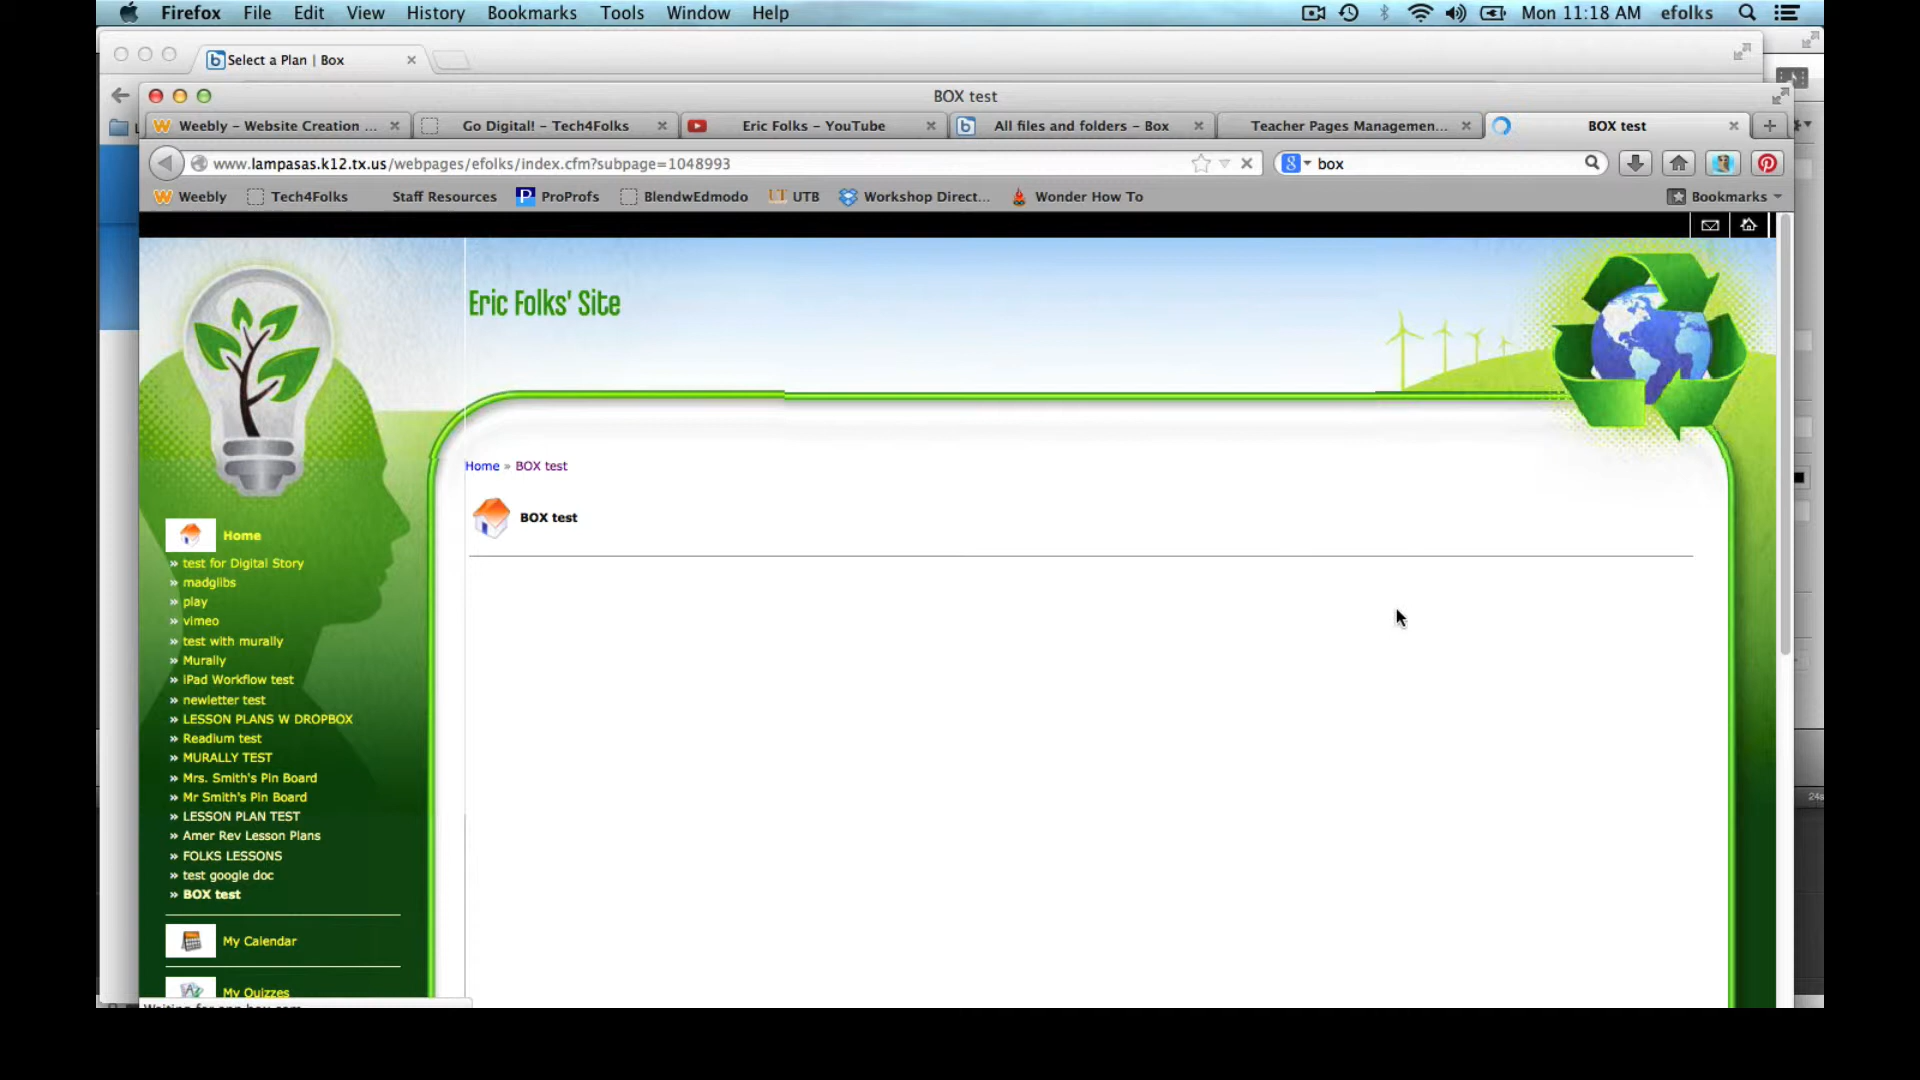 Firefox File Edit View History Bookmarks Tools Window Help Mon 11:18 AM efolks
Select a Plan | Box
BOX test
Weebly - Website Creation ... Go Digital! - Tech4Folks Eric Folks - YouTube All files and folders - Box Teacher Pages Managemen... BOX test
www.lampasas.k12.tx.us/webpages/efolks/index.cfm?subpage=1048993 box
Weebly Tech4Folks Staff Resources ProProfs BlendwEdmodo UTB Workshop Direct... Wonder How To Bookmarks
Eric Folks' Site
Home » BOX test
BOX test
Home
» test for Digital Story
» madglibs
» play
» vimeo
» test with murally
» Murally
» iPad Workflow test
» newletter test
» LESSON PLANS W DROPBOX
» Readium test
» MURALLY TEST
» Mrs. Smith's Pin Board
» Mr Smith's Pin Board
» LESSON PLAN TEST
» Amer Rev Lesson Plans
» FOLKS LESSONS
» test google doc
» BOX test
My Calendar
My Quizzes
24s